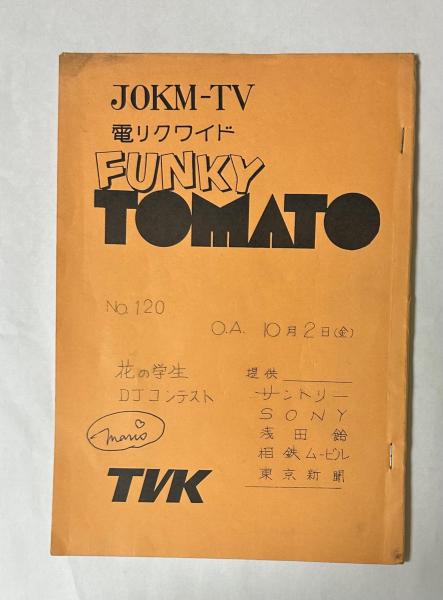 JOKM-TV
電リクワイド
FUNKY
TOMATO
No. 120
O.A. 10月2日(金)
花の学生
DJコンテスト
mario
提供
サントリー
SONY
浅田飴
相鉄ムービル
東京新聞
TVK